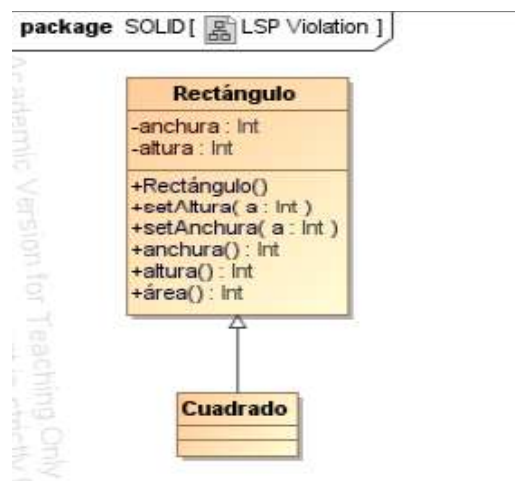 package SOLID [ LSP Violation ]
Rectángulo
-anchura : Int
-altura : Int
+Rectángulo()
+setAltura( a : Int )
+setAnchura( a : Int )
+anchura() : Int
+altura() : Int
+área() : Int
Cuadrado
Academic Version for Teaching Only